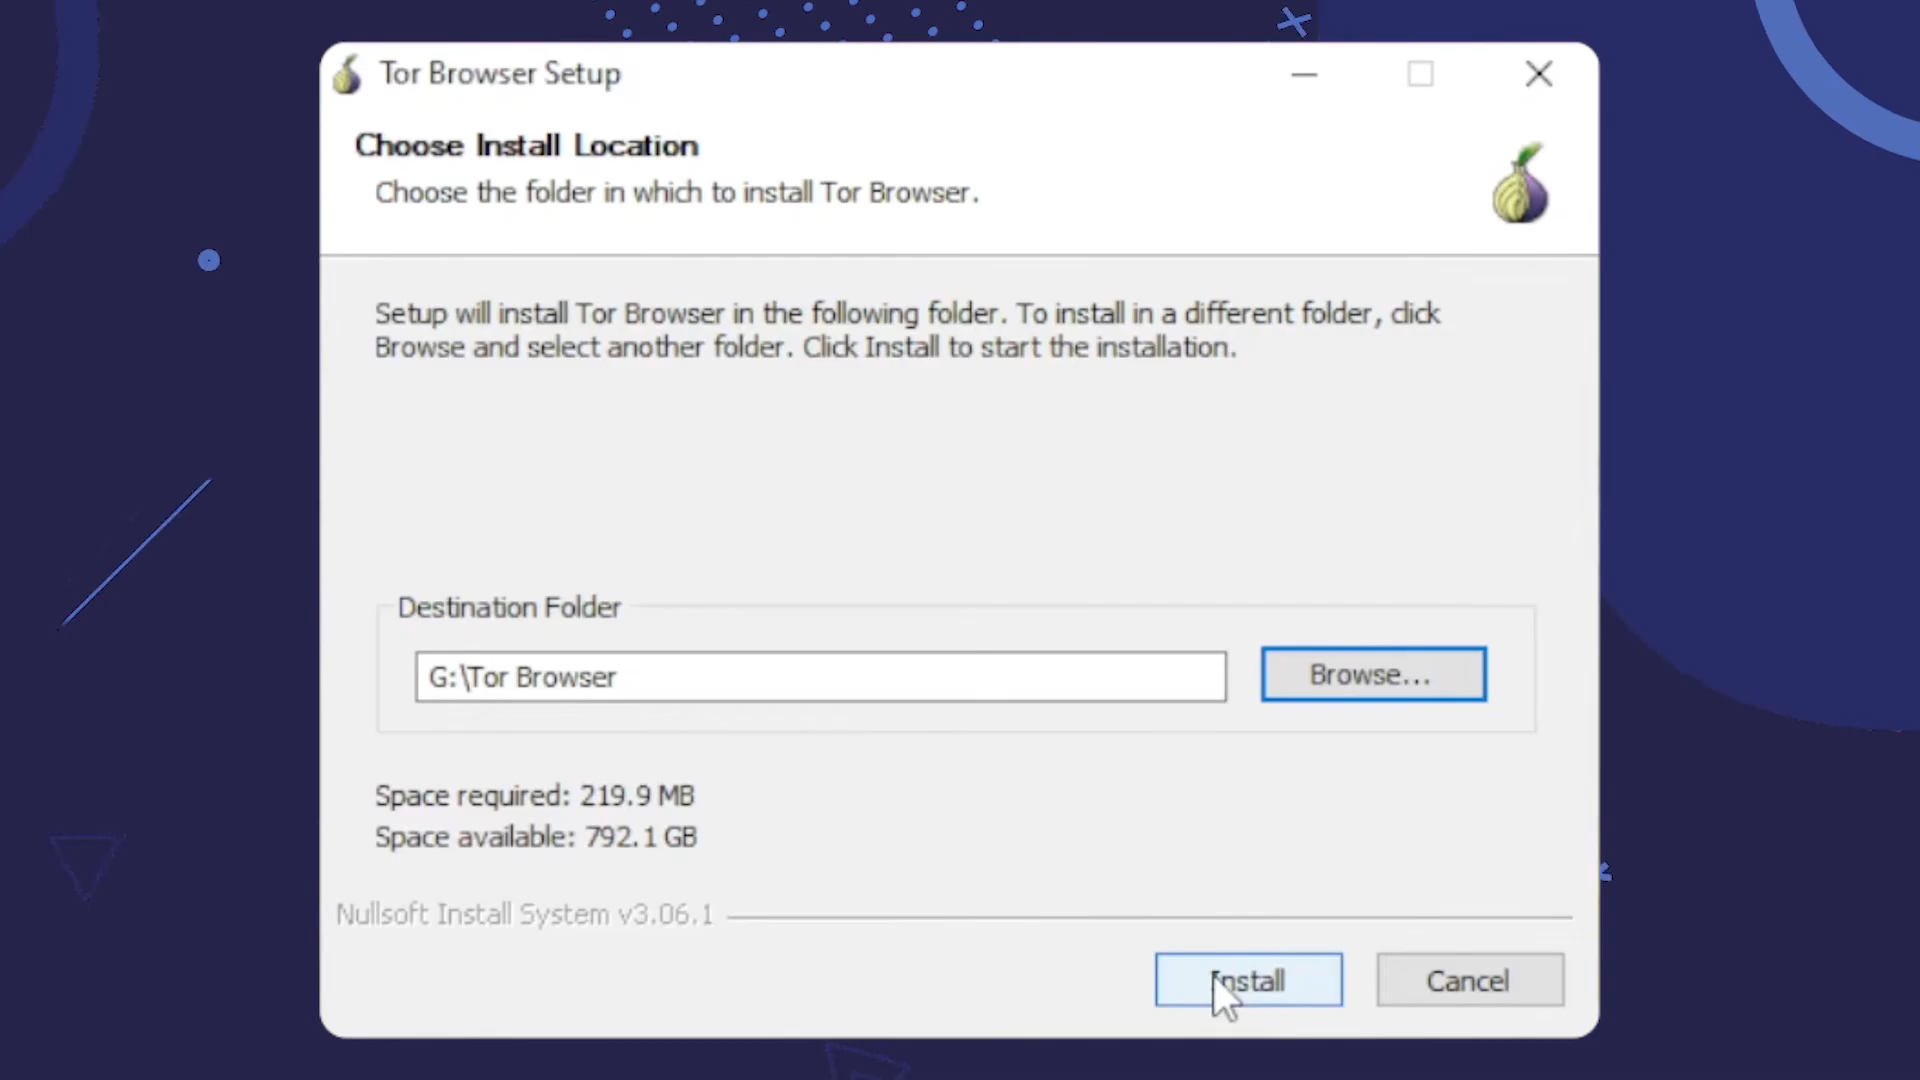 Tor Browser Setup
Choose Install Location
Choose the folder in which to install Tor Browser.
Setup will install Tor Browser in the following folder. To install in a different folder, click
Browse and select another folder. Click Install to start the installation.
Destination Folder
G:\Tor Browser
Browse...
Space required: 219.9 MB
Space available: 792.1 GB
Nullsoft Install System v3.06.1
Install
Cancel